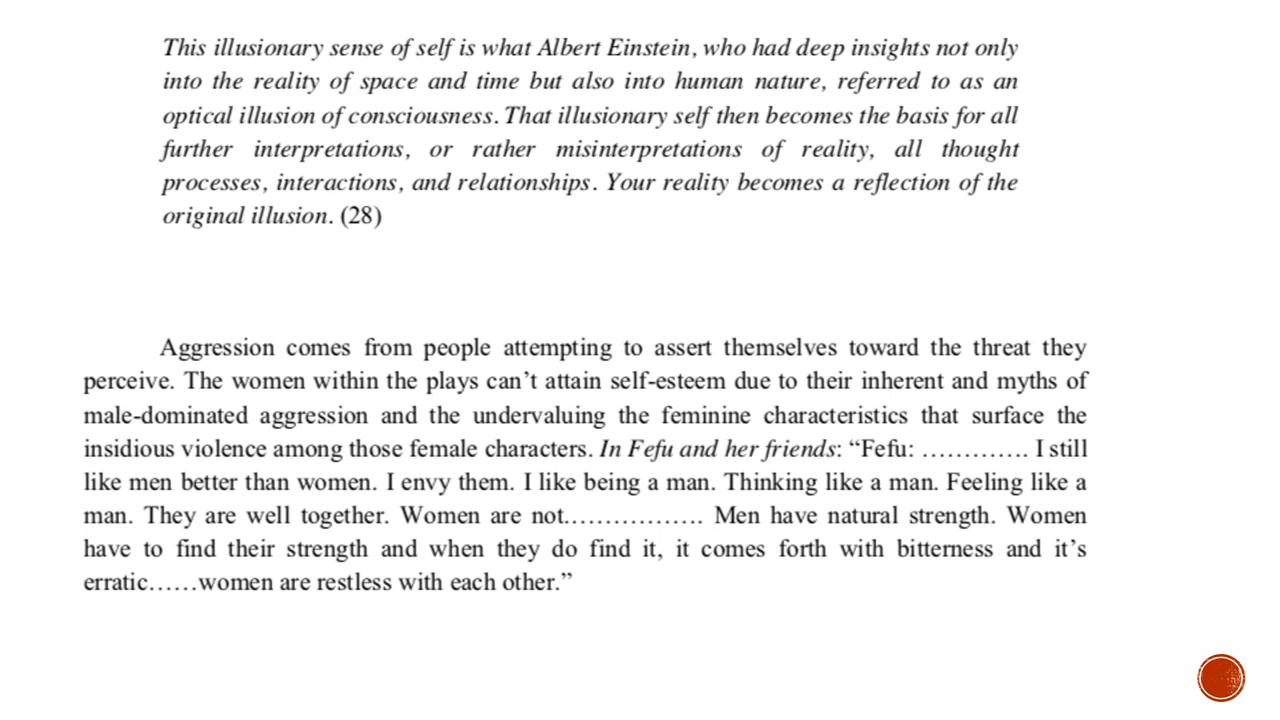 This illusionary sense of self is what Albert Einstein, who had deep insights not only
into the reality of space and time but also into human nature, referred to as an
optical illusion of consciousness. That illusionary self then becomes the basis for all
further interpretations, or rather misinterpretations of reality, all thought
processes, interactions, and relationships. Your reality becomes a reflection of the
original illusion. (28)
Aggression comes from people attempting to assert themselves toward the threat they
perceive. The women within the plays can’t attain self-esteem due to their inherent and myths of
male-dominated aggression and the undervaluing the feminine characteristics that surface the
insidious violence among those female characters. In Fefu and her friends: “Fefu: …………. I still
like men better than women. I envy them. I like being a man. Thinking like a man. Feeling like a
man. They are well together. Women are not…………….. Men have natural strength. Women
have to find their strength and when they do find it, it comes forth with bitterness and it’s
erratic……women are restless with each other.”